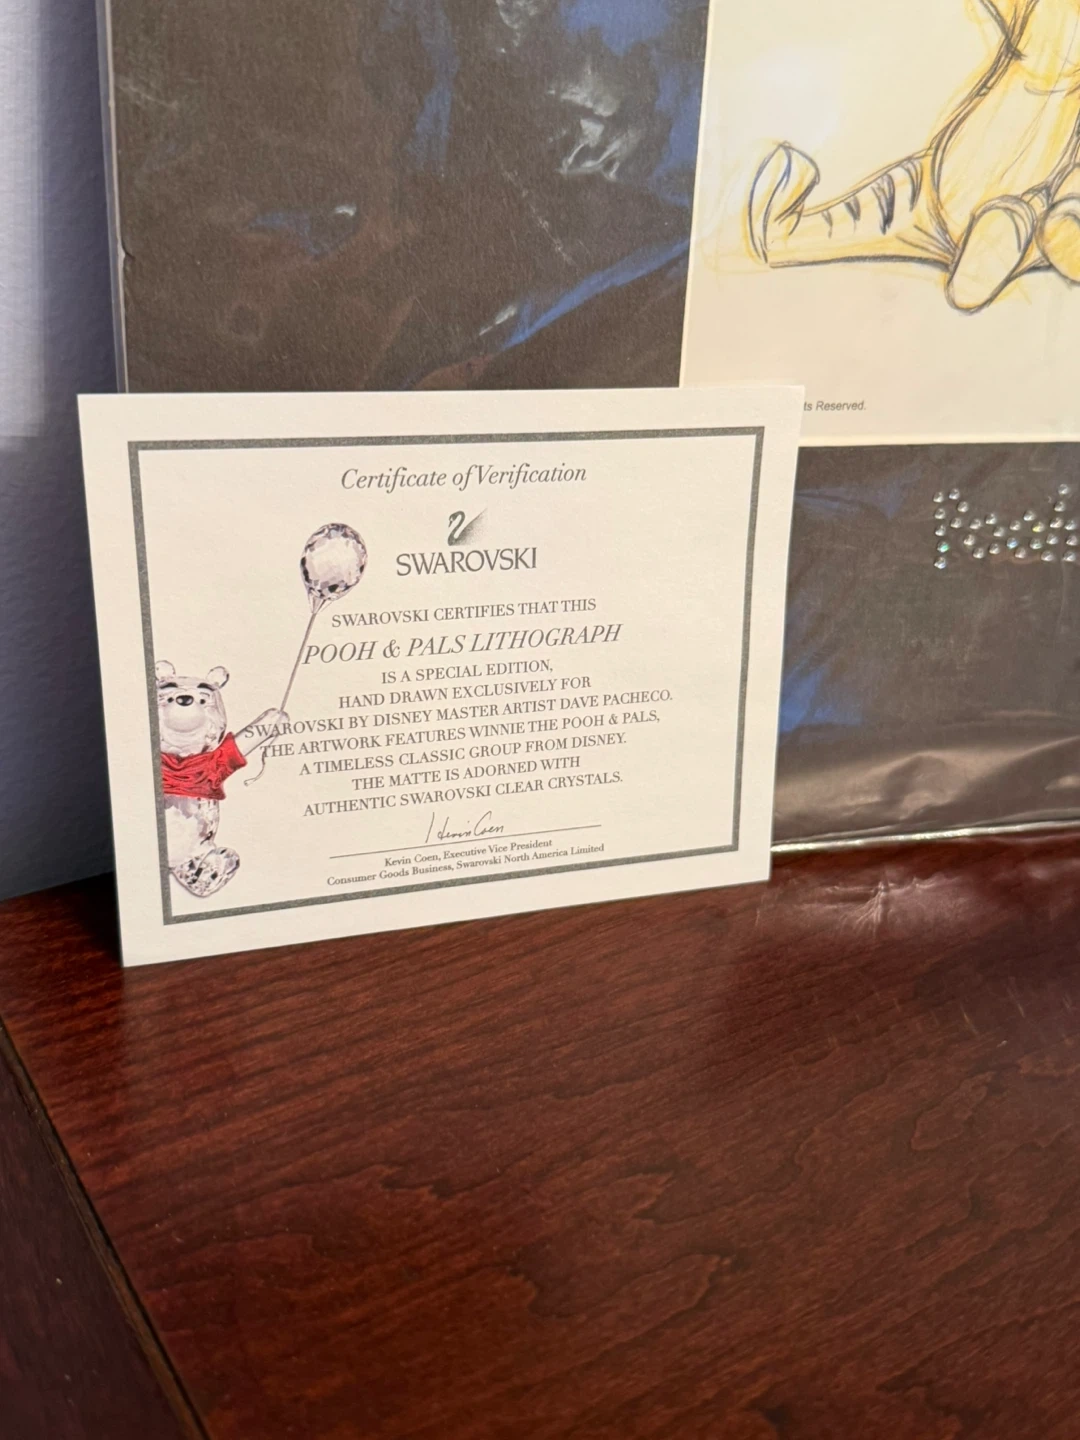 ts Reserved.
Certificate of Verification
SWAROVSKI
SWAROVSKI CERTIFIES THAT THIS
POOH & PALS LITHOGRAPH
IS A SPECIAL EDITION,
HAND DRAWN EXCLUSIVELY FOR
SWAROVSKI BY DISNEY MASTER ARTIST DAVE PACHECO.
THE ARTWORK FEATURES WINNIE THE POOH & PALS,
A TIMELESS CLASSIC GROUP FROM DISNEY.
THE MATTE IS ADORNED WITH
AUTHENTIC SWAROVSKI CLEAR CRYSTALS.
Kevin Coen
Kevin Coen, Executive Vice President
Consumer Goods Business, Swarovski North America Limited